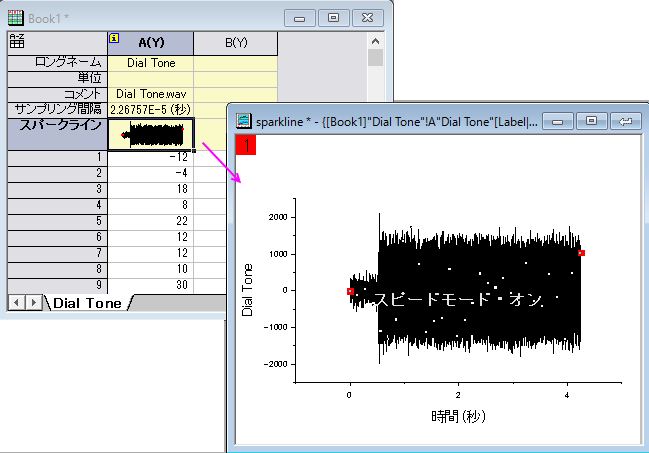 Book1 *
A(Y) B(Y)
ロングネーム Dial Tone
単位
コメント Dial Tone.wav
サンプリング間隔 2.26757E-5 (秒)
スパークライン
1 -12
2 -4
3 18
4 8
5 22
6 12
7 12
8 10
9 30
Dial Tone
sparkline * - {[Book1]"Dial Tone"!A"Dial Tone"[Label|...
1
2000
1000
0
-1000
-2000
Dial Tone
スピードモード・オン
0 2 4
時間(秒)